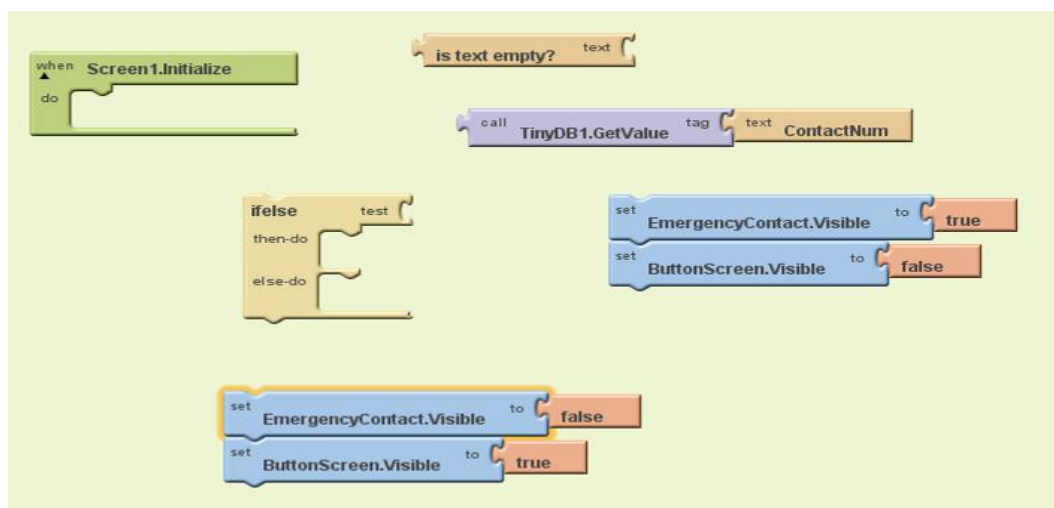 when Screen1.Initialize
do
is text empty? text
call TinyDB1.GetValue tag text ContactNum
ifelse test
then-do
else-do
set EmergencyContact.Visible to true
set ButtonScreen.Visible to false
set EmergencyContact.Visible to false
set ButtonScreen.Visible to true